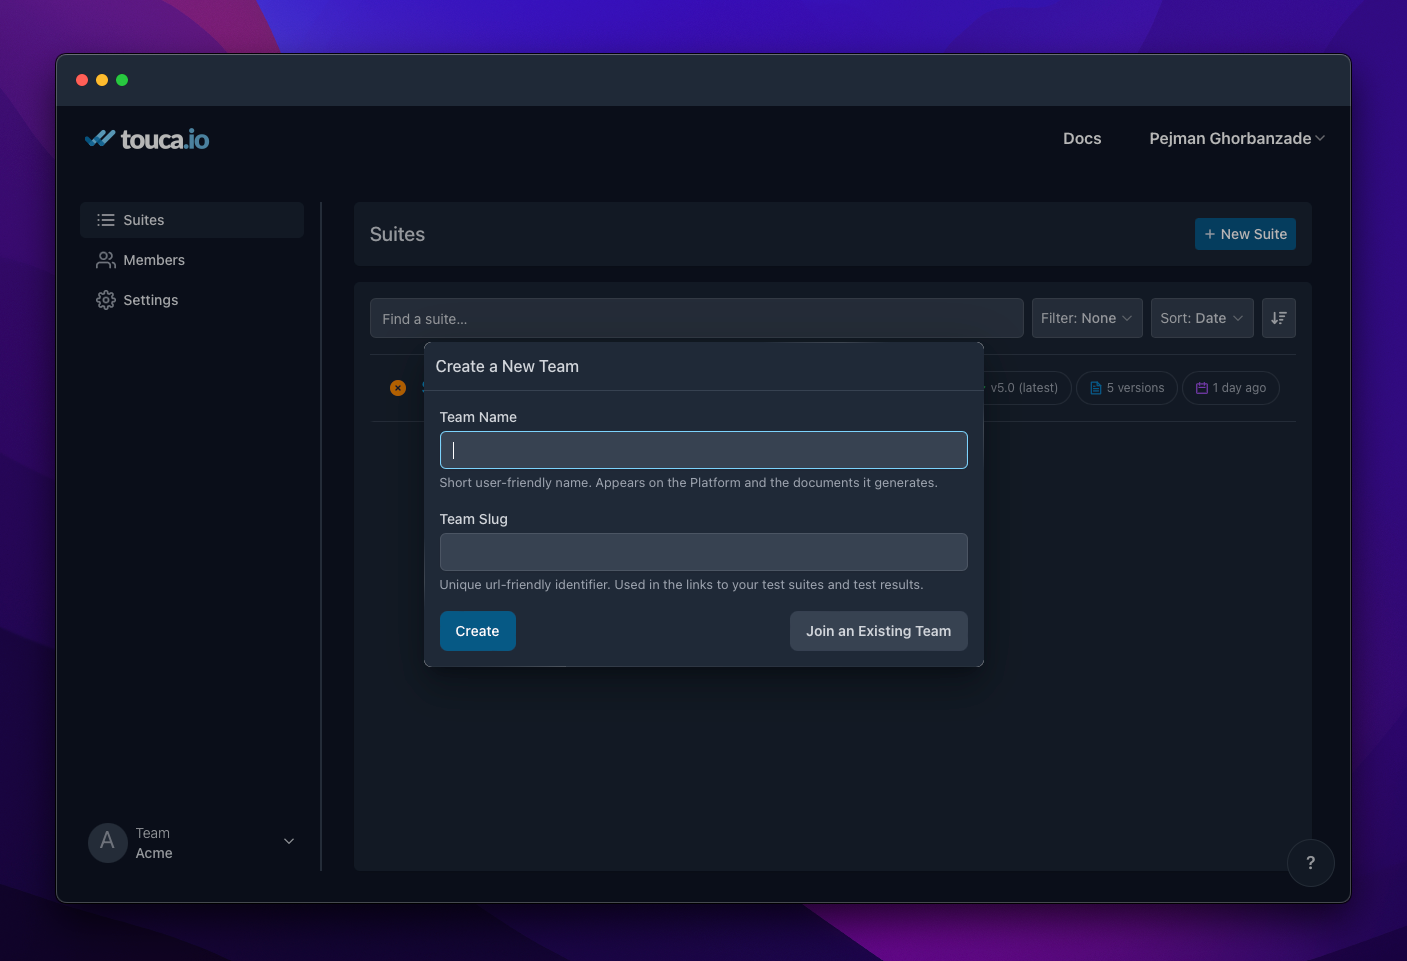 touca.io
Docs
Pejman Ghorbanzade
Suites
Members
Settings
Suites
+ New Suite
Find a suite...
Filter: None
Sort: Date
v5.0 (latest)
5 versions
1 day ago
Create a New Team
Team Name
Short user-friendly name. Appears on the Platform and the documents it generates.
Team Slug
Unique url-friendly identifier. Used in the links to your test suites and test results.
Create
Join an Existing Team
A
Team
Acme
?